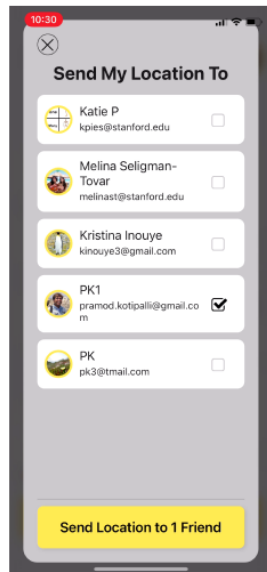 10:30
Send My Location To
Katie P
kpies@stanford.edu
Melina Seligman-
Tovar
melinast@stanford.edu
Kristina Inouye
kinouye3@gmail.com
PK1
pramod.kotipalli@gmail.co
m
PK
pk3@tmail.com
Send Location to 1 Friend